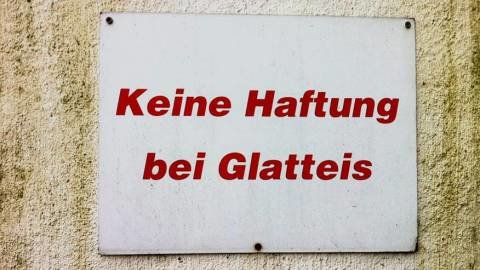 Keine Haftung
bei Glatteis